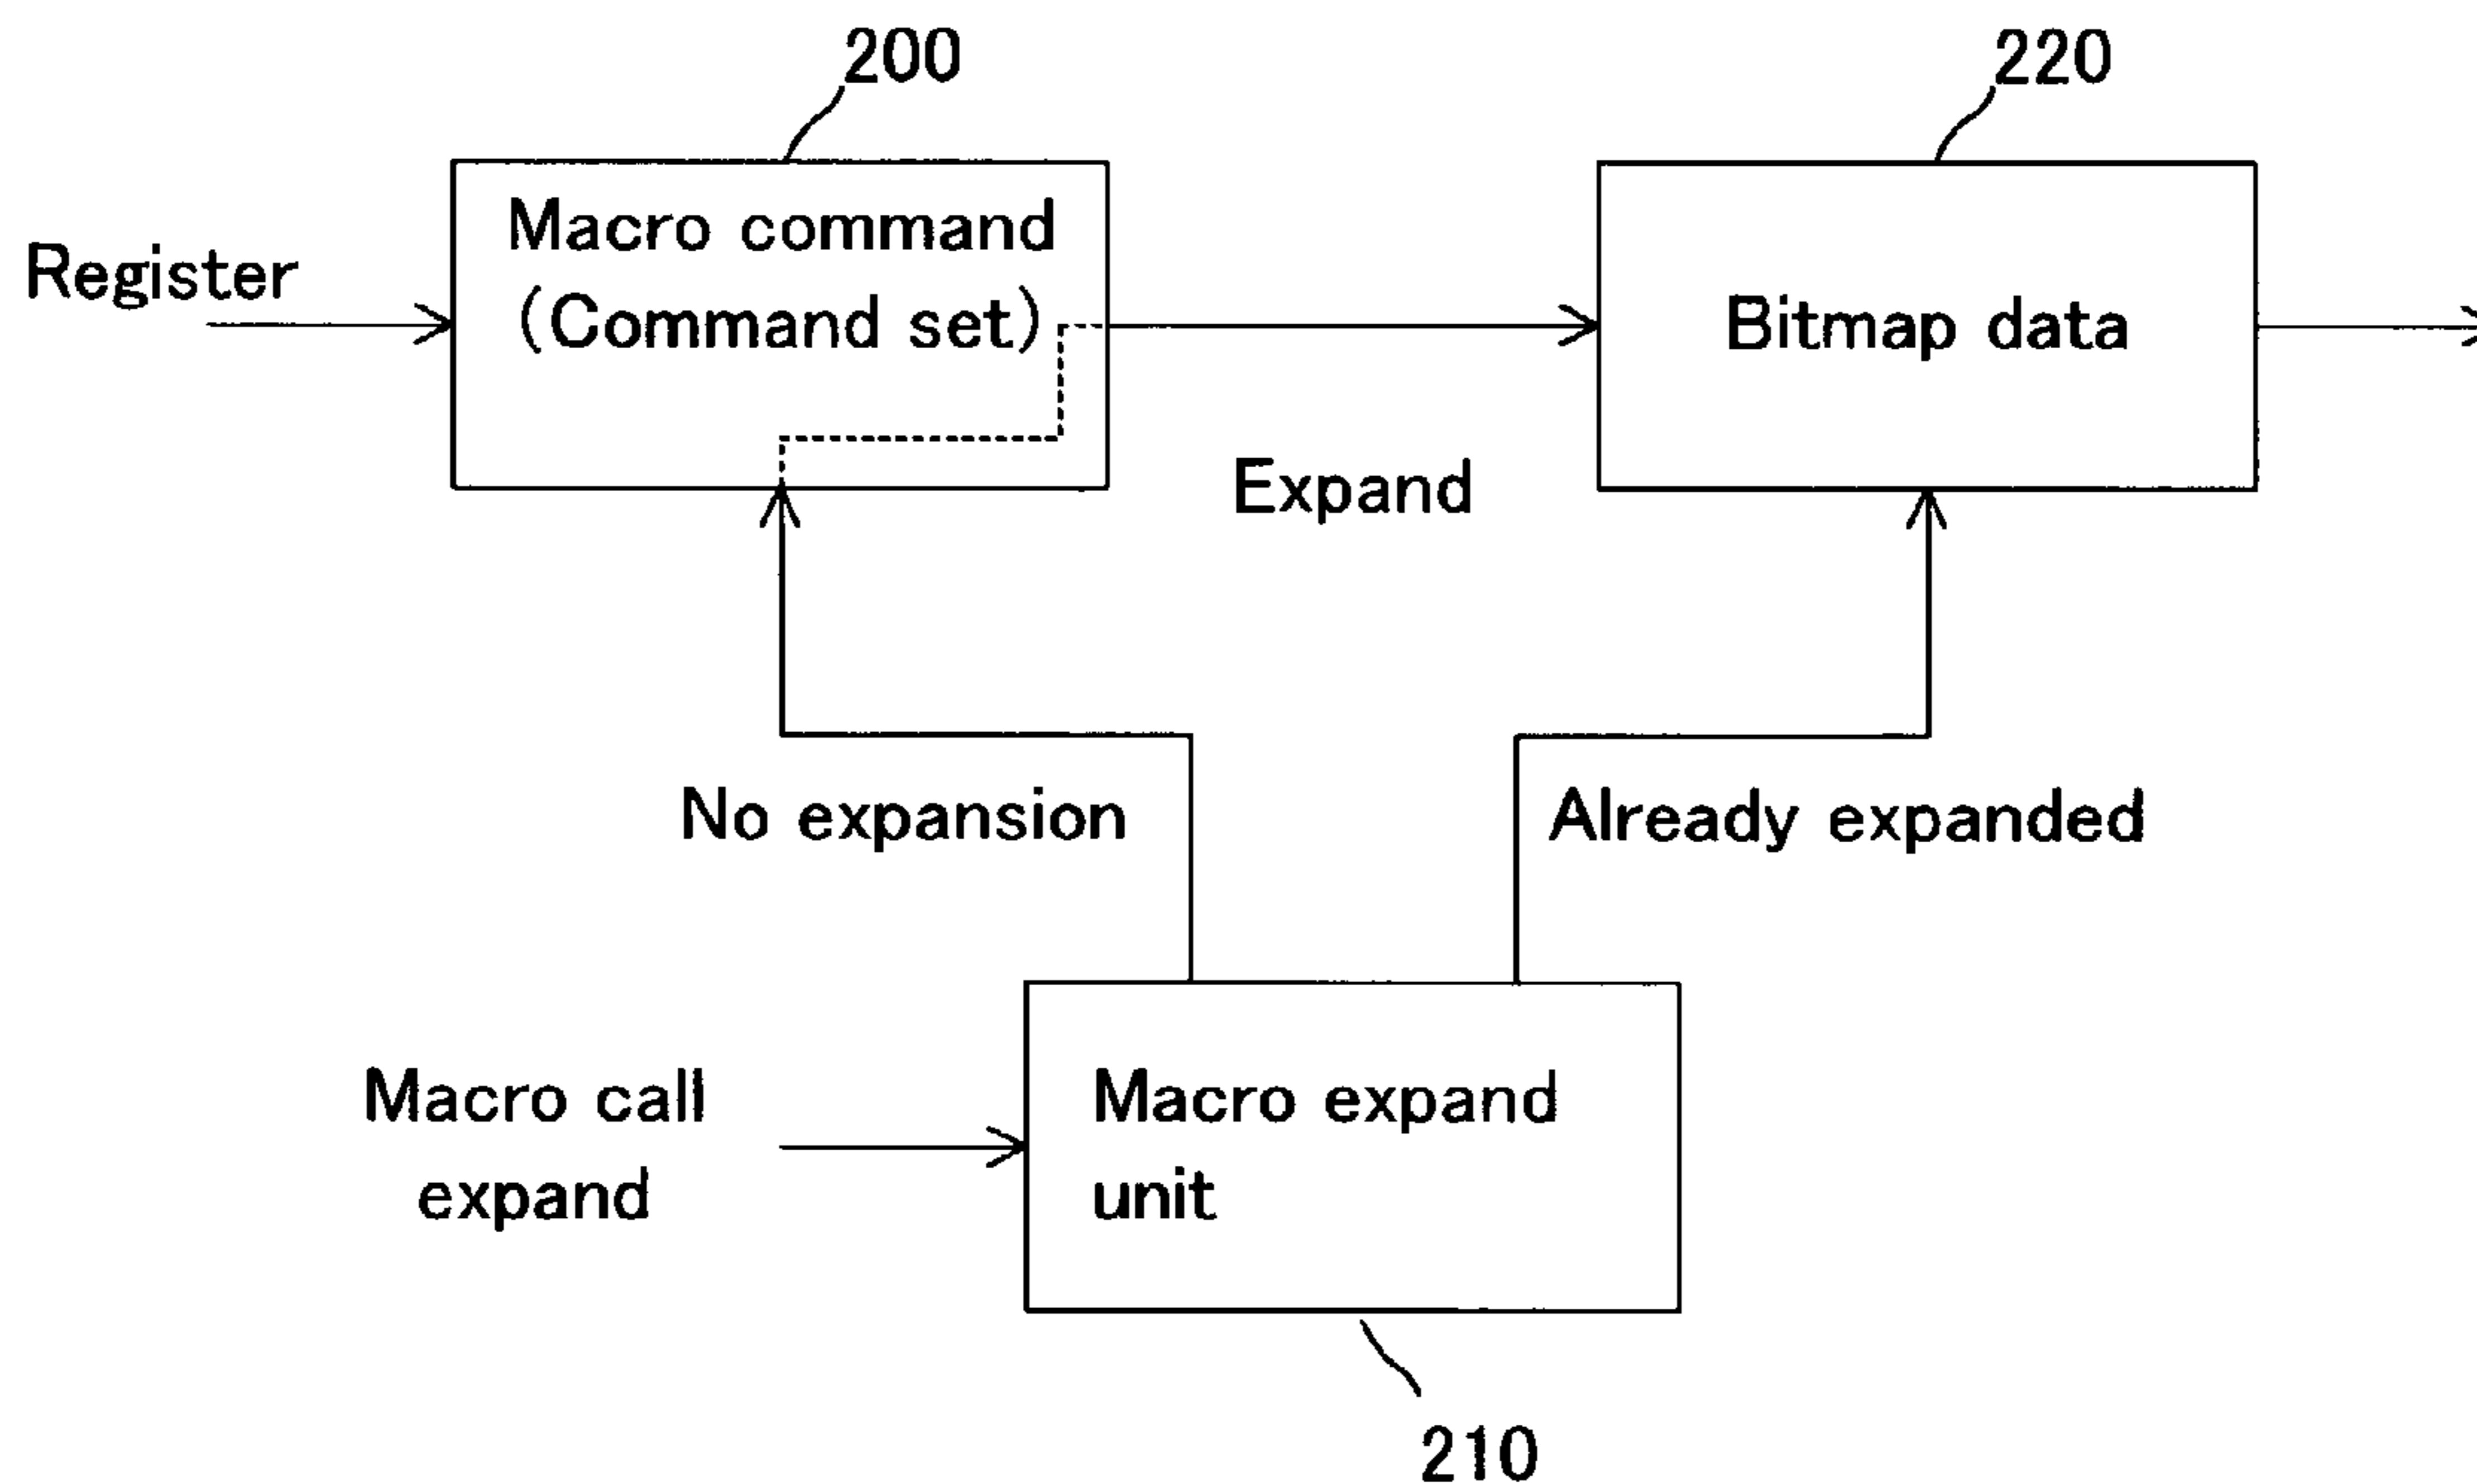 200
220
Macro command
Register
(Command set)
Bitmap data
Expand
No expansion
Already expanded
Macro call
expand
Macro expand
unit
210